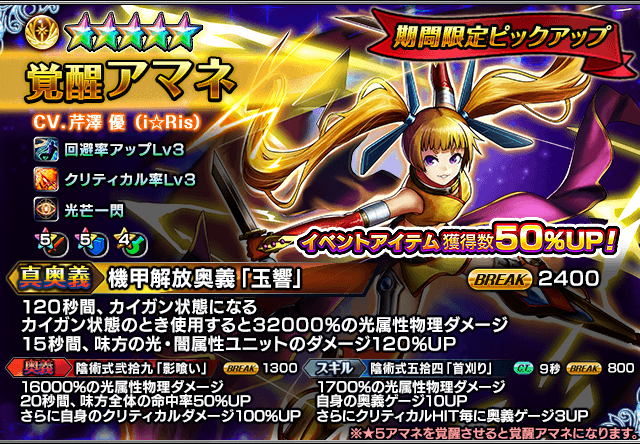 期間限定ピックアップ
覚醒アマネ
CV.芹澤 優 (i☆Ris)
回避率アップLv3
クリティカル率Lv3
光芒一閃
5 5 4
イベントアイテム獲得数50%UP!
真奥義 機甲解放奥義「玉響」 BREAK 2400
120秒間、カイガン状態になる
カイガン状態のとき使用すると32000%の光属性物理ダメージ
15秒間、味方の光・闇属性ユニットのダメージ120%UP
奥義 陰術式弐拾九「影喰い」 BREAK 1300
16000%の光属性物理ダメージ
20秒間、味方全体の命中率50%UP
さらに自身のクリティカルダメージ100%UP
スキル 陰術式五拾四「首刈り」 C.T. 9秒 BREAK 800
1700%の光属性物理ダメージ
自身の奥義ゲージ10UP
さらにクリティカルHIT毎に奥義ゲージ3UP
※★5アマネを覚醒させると覚醒アマネになります。